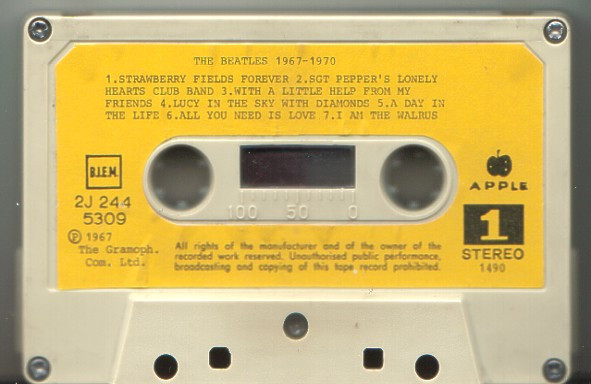 THE BEATLES 1967-1970
1.STRAWBERRY FIELDS FOREVER 2.SGT PEPPER'S LONELY
HEARTS CLUB BAND 3.WITH A LITTLE HELP FROM MY
FRIENDS 4.LUCY IN THE SKY WITH DIAMONDS 5.A DAY IN
THE LIFE 6.ALL YOU NEED IS LOVE 7.I AM THE WALRUS
B.I.E.M.
2J 244
5309
℗ 1967
The Gramoph.
Com. Ltd.
100 50 0
All rights of the manufacturer and of the owner of the
recorded work reserved. Unauthorised public performance,
broadcasting and copying of this tape record prohibited.
APPLE
1
STEREO
1490